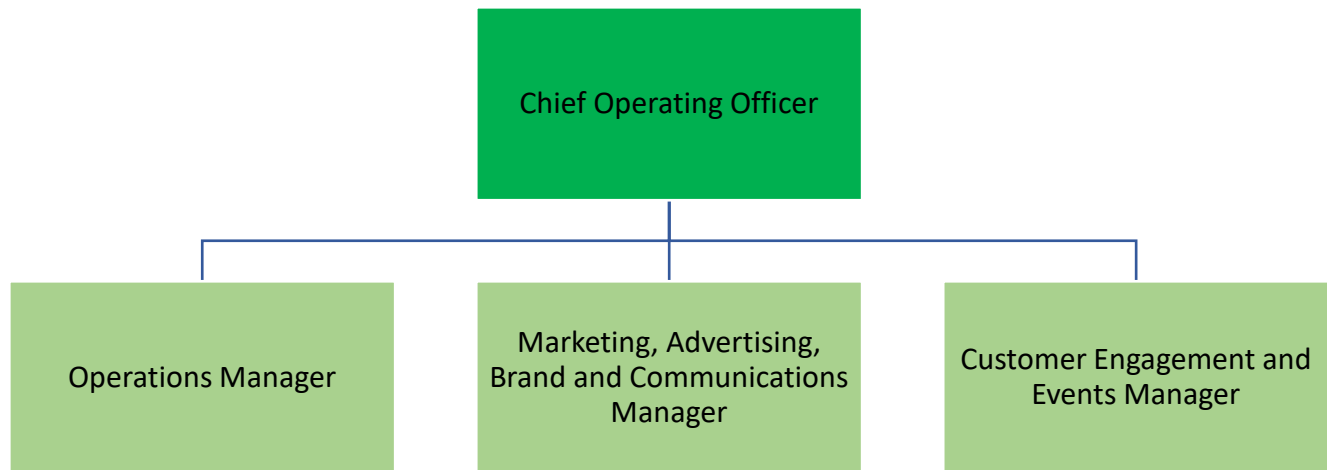 Chief Operating Officer
Operations Manager
Marketing, Advertising,
Brand and Communications
Manager
Customer Engagement and
Events Manager